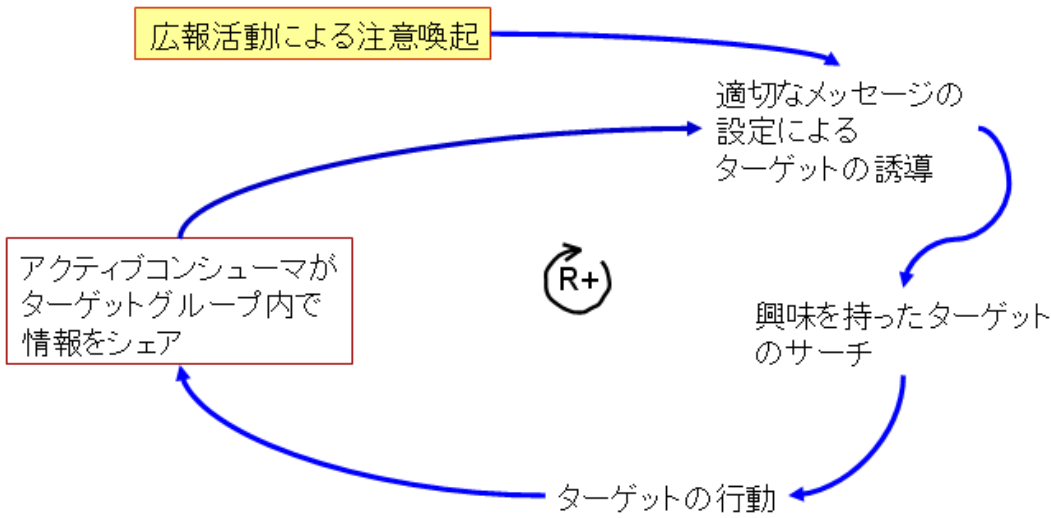 広報活動による注意喚起
適切なメッセージの
設定による
ターゲットの誘導
アクティブコンシューマが
ターゲットグループ内で
情報をシェア
R+
興味を持ったターゲット
のサーチ
ターゲットの行動